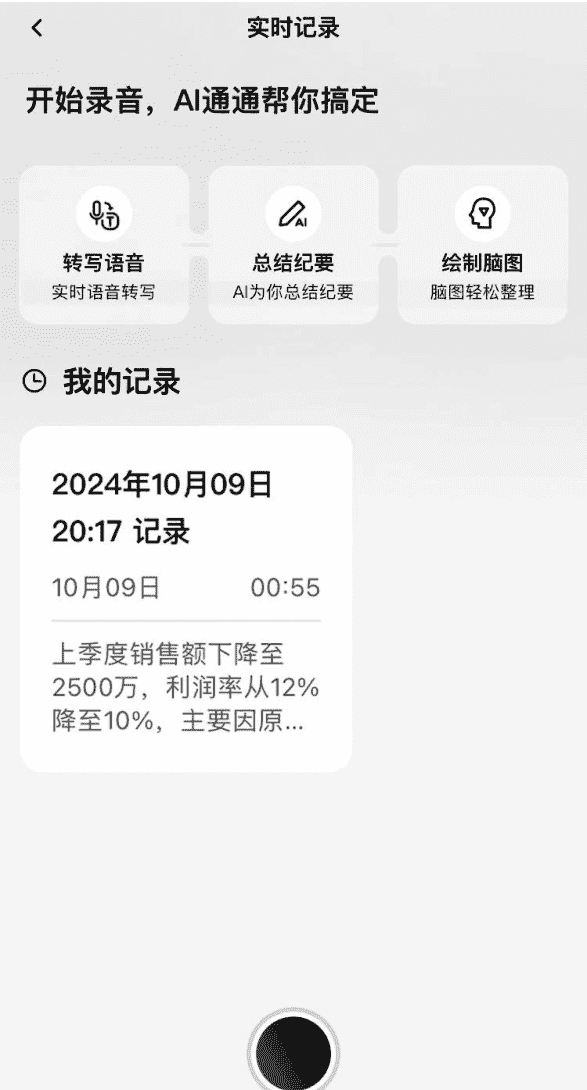 实时记录
开始录音，AI通通帮你搞定
转写语音
实时语音转写
总结纪要
AI为你总结纪要
绘制脑图
脑图轻松整理
我的记录
2024年10月09日
20:17 记录
10月09日 00:55
上季度销售额下降至
2500万，利润率从12%
降至10%，主要因原...